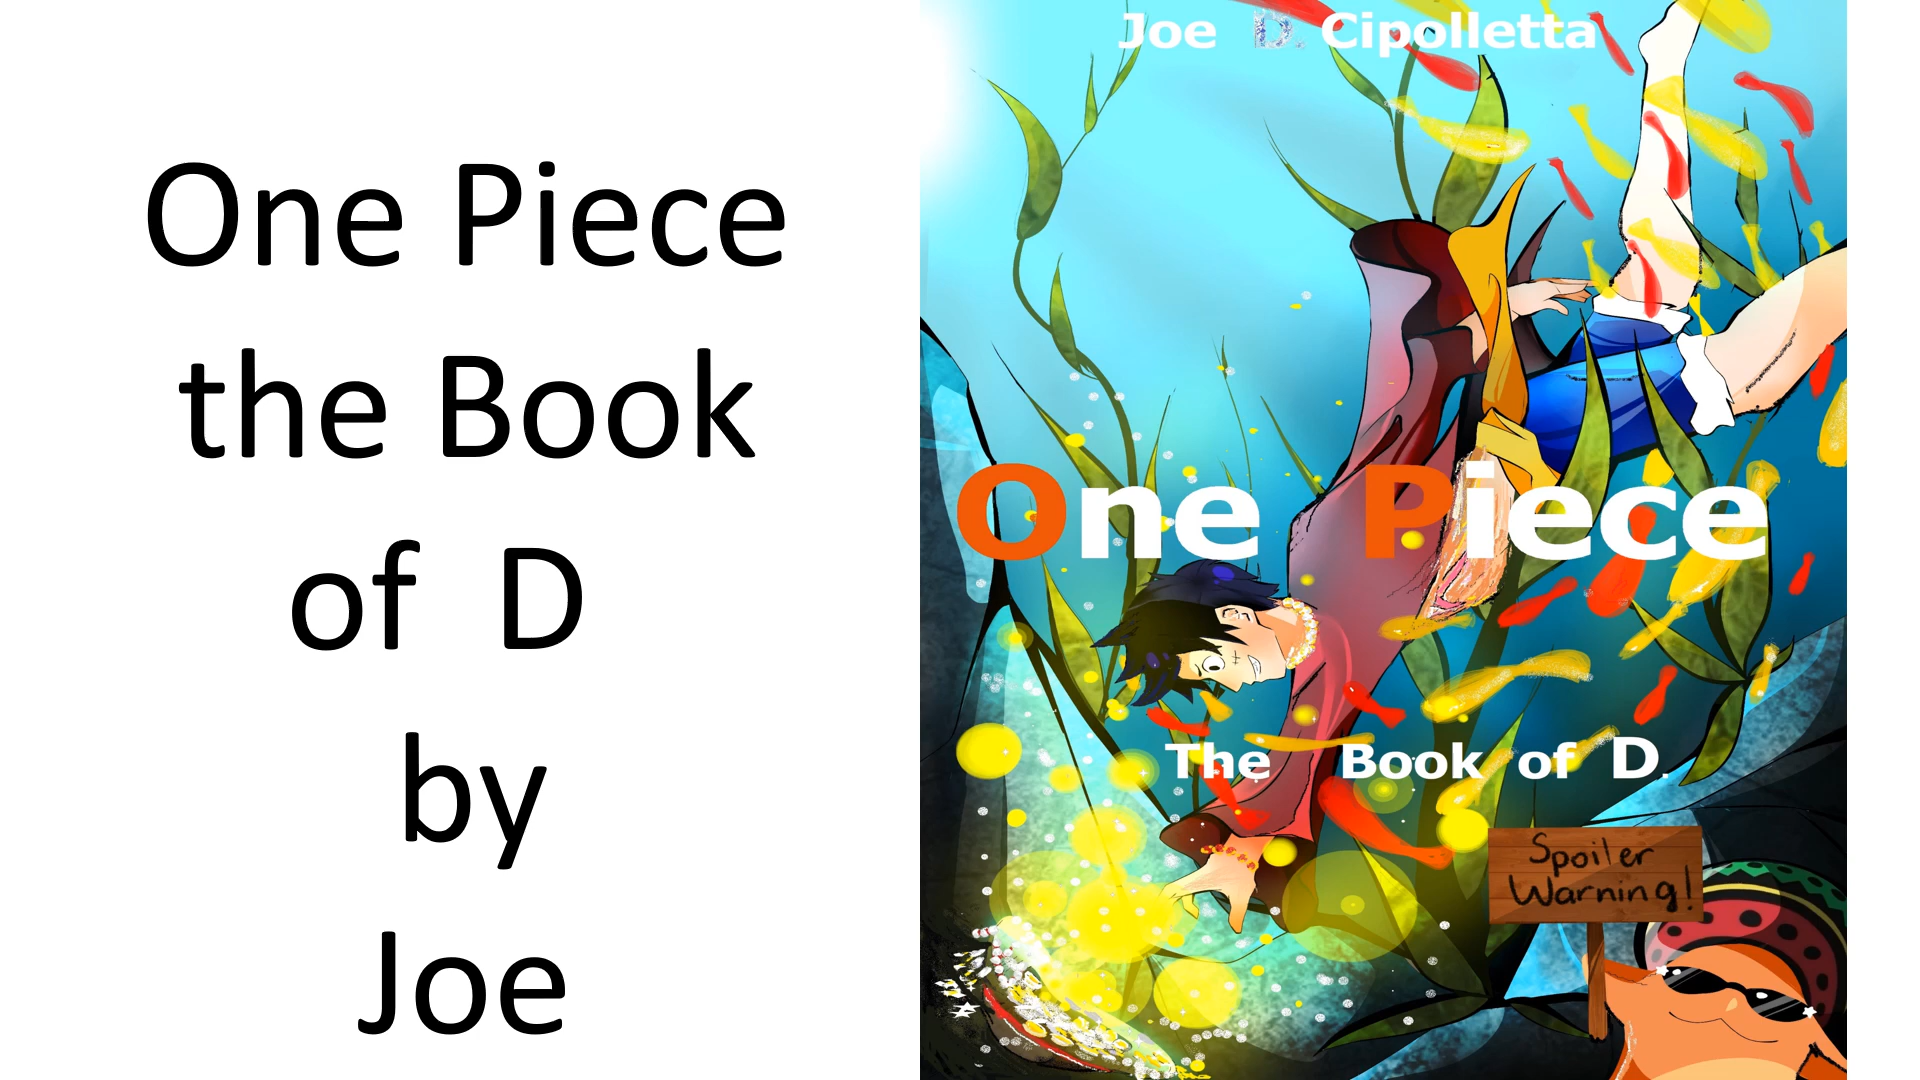 One Piece
the Book
of D
by
Joe
Joe D. Cipolletta
One Piece
The Book of D.
Spoiler
Warning!